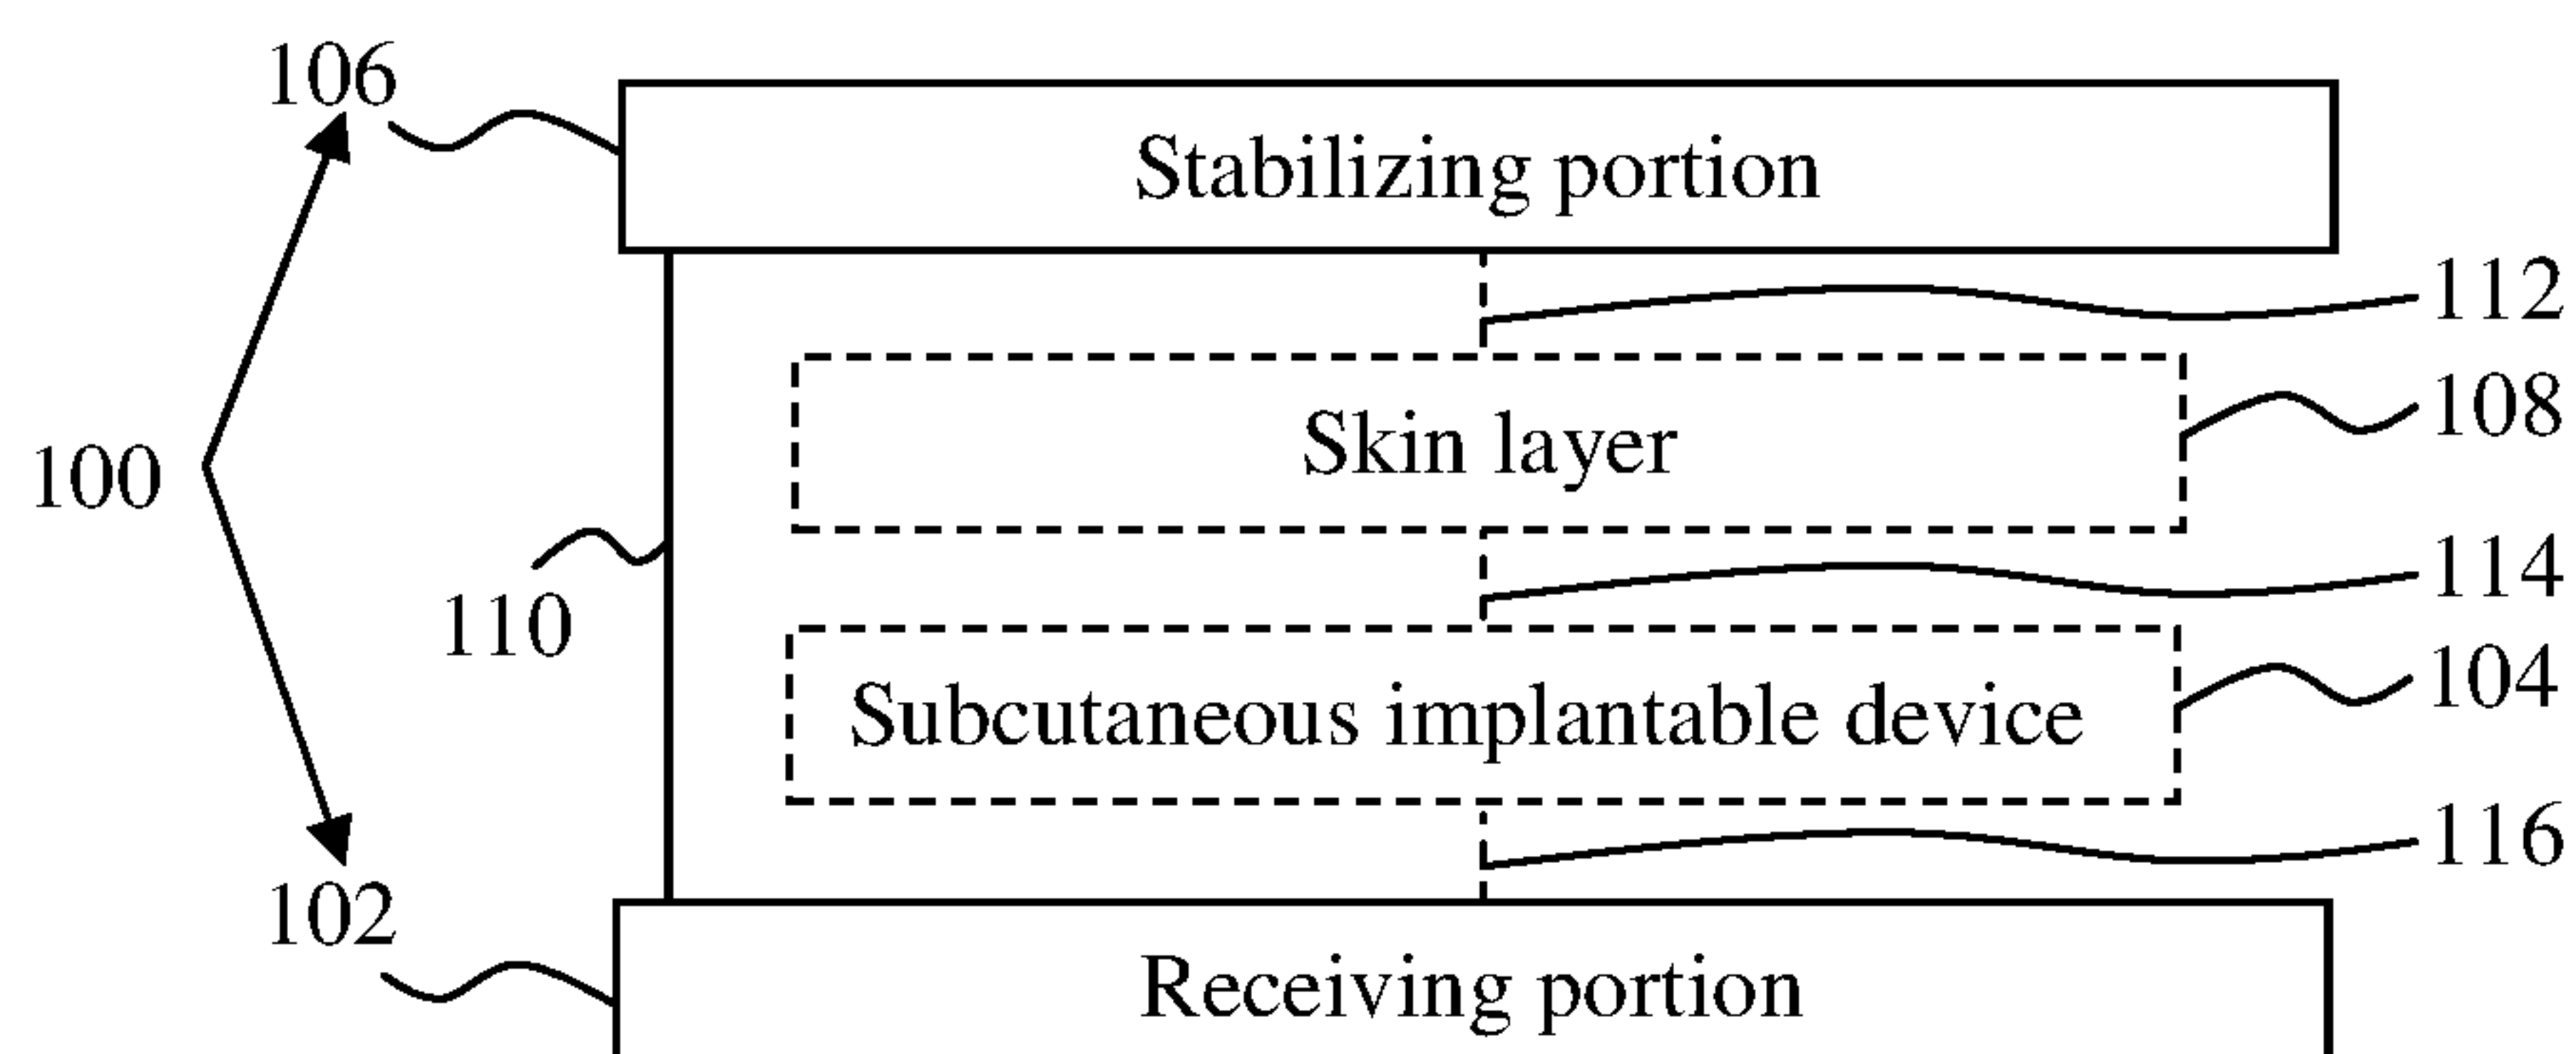 106
Stabilizing portion
112
108
Skin layer
100
114
110
104
Subcutaneous implantable device
116
102
Receiving portion